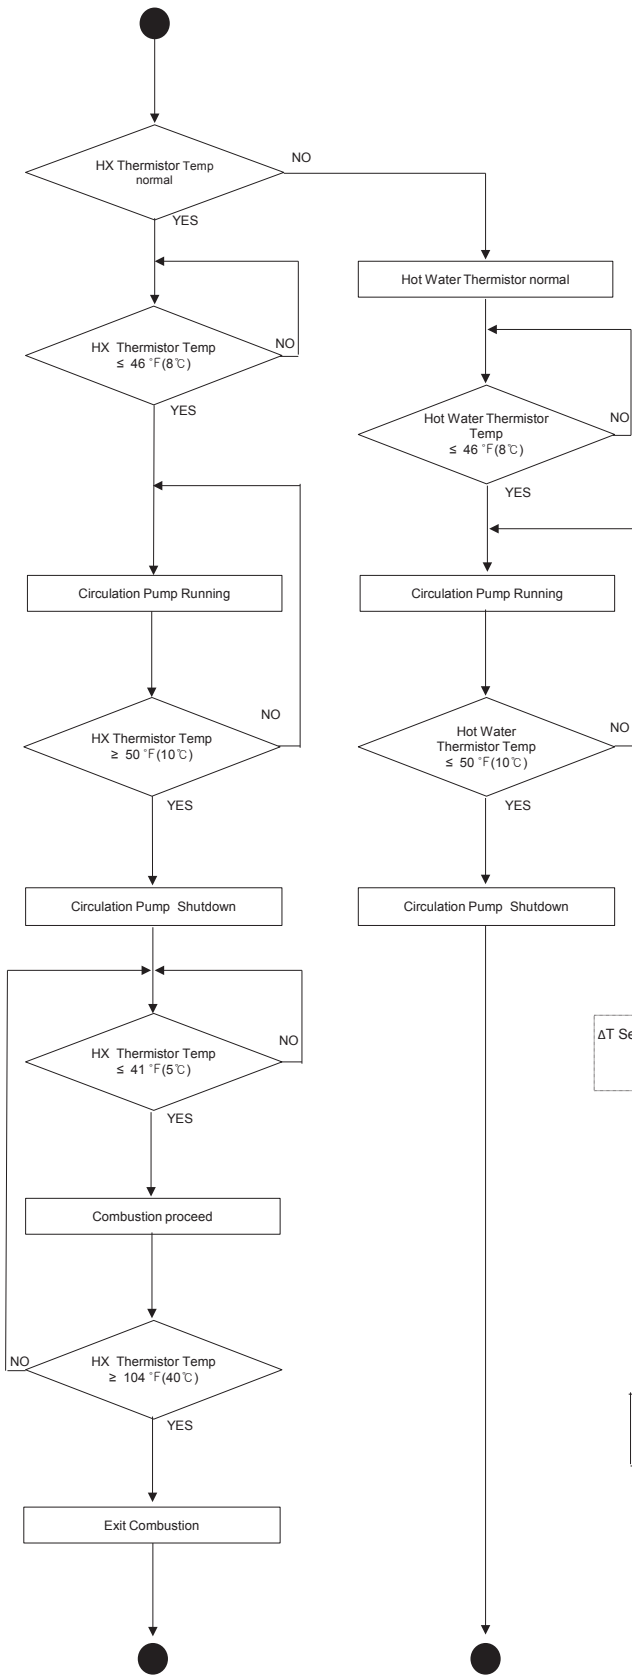 HX Thermistor Temp
normal
NO
YES
HX Thermistor Temp
≤ 46 ℉(8℃)
NO
YES
Circulation Pump Running
HX Thermistor Temp
≥ 50 ℉(10℃)
NO
YES
Circulation Pump Shutdown
HX Thermistor Temp
≤ 41 ℉(5℃)
NO
YES
Combustion proceed
HX Thermistor Temp
≥ 104 ℉(40℃)
NO
YES
Exit Combustion
Hot Water Thermistor normal
Hot Water Thermistor
Temp
≤ 46 ℉(8℃)
NO
YES
Circulation Pump Running
Hot Water
Thermistor Temp
≤ 50 ℉(10℃)
NO
YES
Circulation Pump Shutdown
ΔT Se